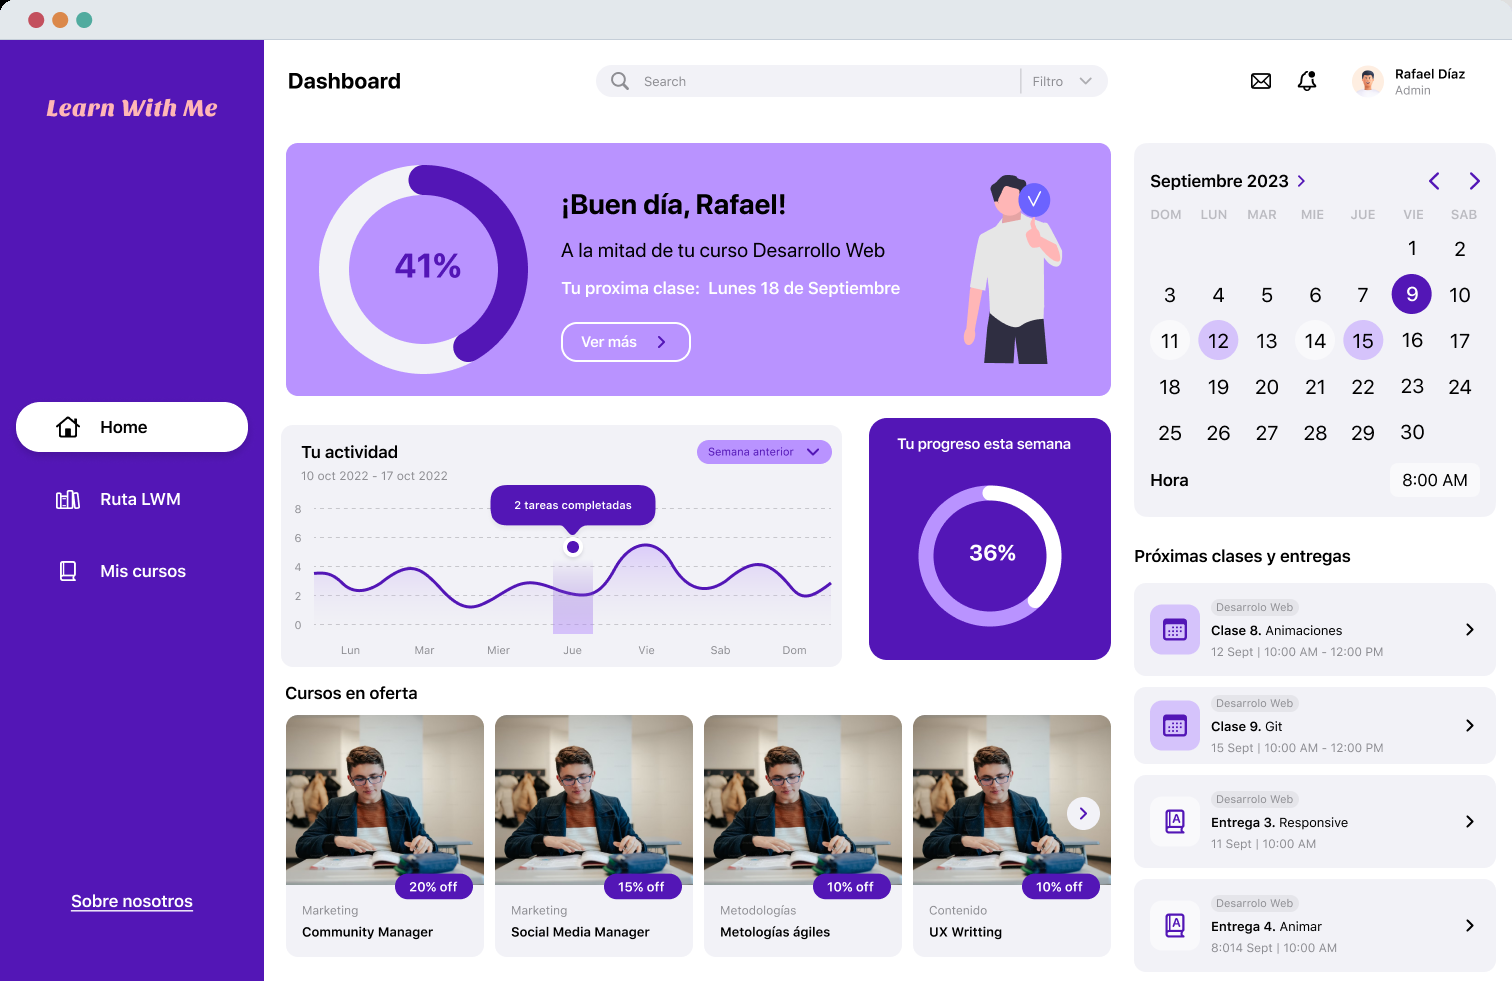 Learn With Me
Home
Ruta LWM
Mis cursos
Sobre nosotros
Dashboard
Search
Filtro
Rafael Díaz
Admin
41%
¡Buen día, Rafael!
A la mitad de tu curso Desarrollo Web
Tu proxima clase: Lunes 18 de Septiembre
Ver más
Tu actividad
Semana anterior
10 oct 2022 - 17 oct 2022
2 tareas completadas
8
6
4
2
0
Lun Mar Mier Jue Vie Sab Dom
Tu progreso esta semana
36%
Cursos en oferta
20% off
Marketing
Community Manager
15% off
Marketing
Social Media Manager
10% off
Metodologías
Metologías ágiles
10% off
Contenido
UX Writting
Septiembre 2023
DOM LUN MAR MIE JUE VIE SAB
1 2
3 4 5 6 7 9 10
11 12 13 14 15 16 17
18 19 20 21 22 23 24
25 26 27 28 29 30
Hora 8:00 AM
Próximas clases y entregas
Desarrolo Web
Clase 8. Animaciones
12 Sept | 10:00 AM - 12:00 PM
Desarrolo Web
Clase 9. Git
15 Sept | 10:00 AM - 12:00 PM
Desarrolo Web
A
Entrega 3. Responsive
11 Sept | 10:00 AM
Desarrolo Web
A
Entrega 4. Animar
8:014 Sept | 10:00 AM